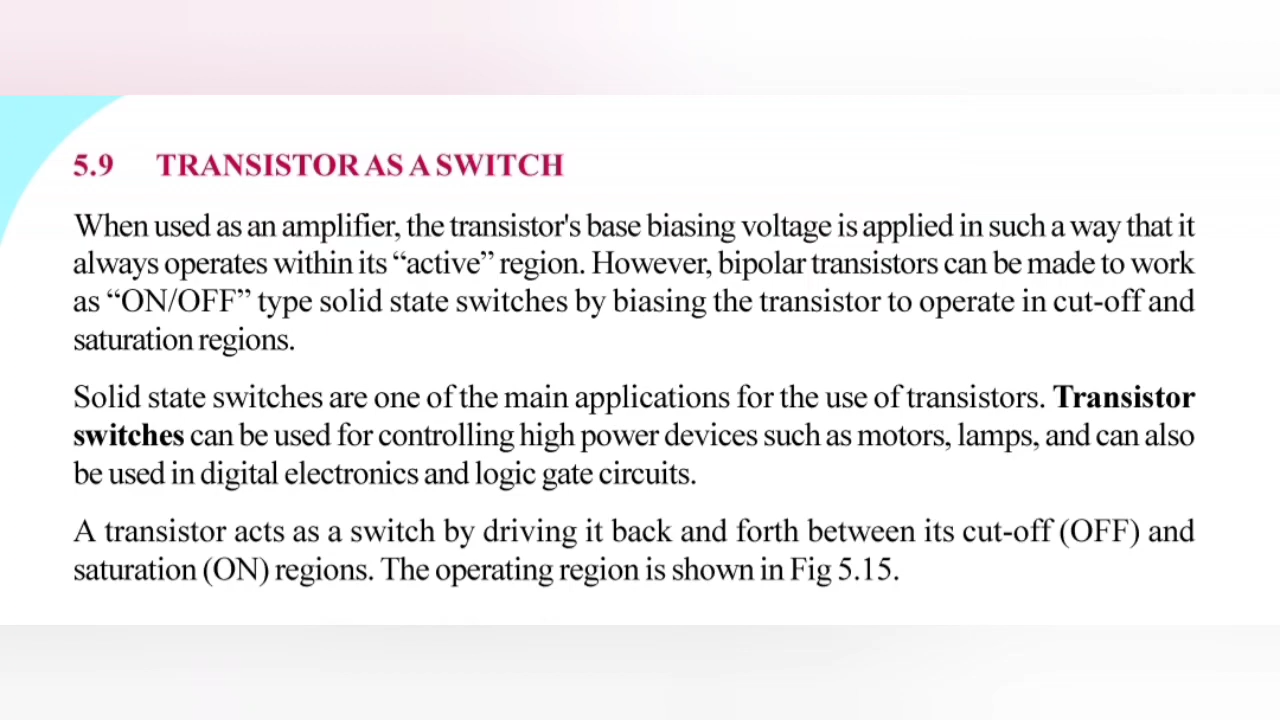 5.9 TRANSISTOR AS A SWITCH
When used as an amplifier, the transistor's base biasing voltage is applied in such a way that it
always operates within its “active” region. However, bipolar transistors can be made to work
as “ON/OFF” type solid state switches by biasing the transistor to operate in cut-off and
saturation regions.
Solid state switches are one of the main applications for the use of transistors. Transistor
switches can be used for controlling high power devices such as motors, lamps, and can also
be used in digital electronics and logic gate circuits.
A transistor acts as a switch by driving it back and forth between its cut-off (OFF) and
saturation (ON) regions. The operating region is shown in Fig 5.15.